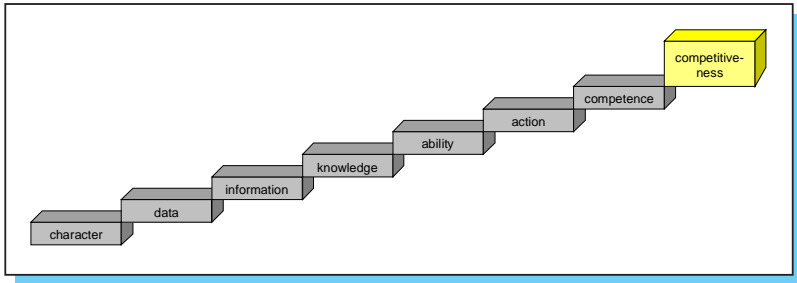 competitive-
ness
competence
action
ability
knowledge
information
data
character